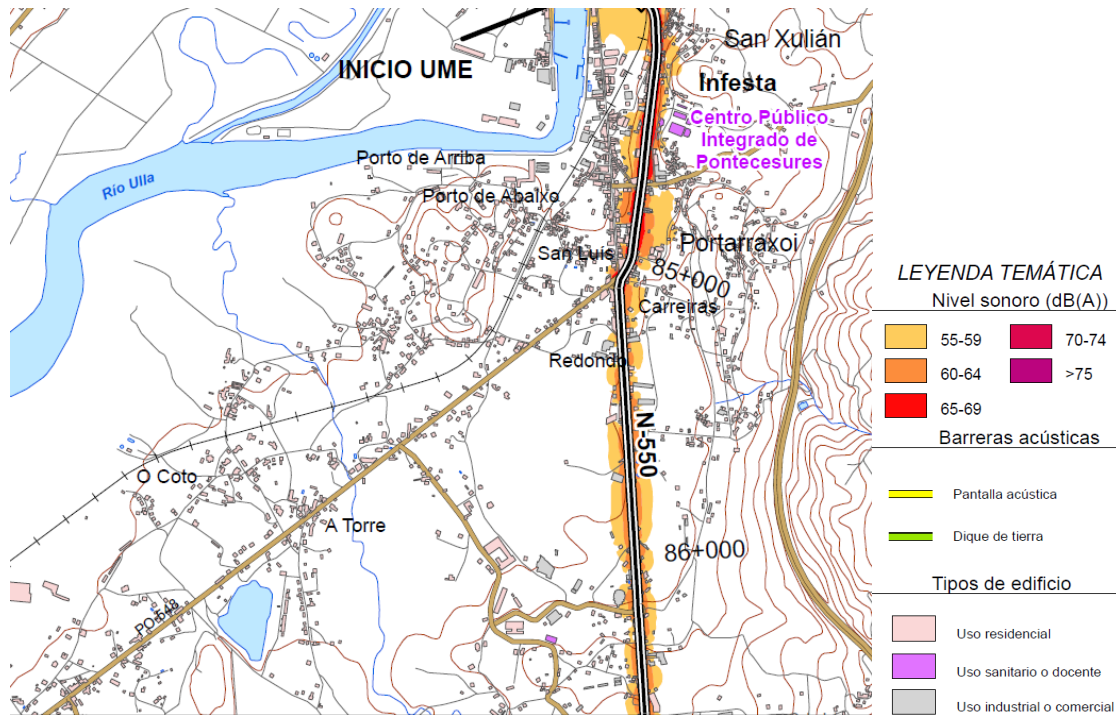 San Xulián
INICIO UME
Infesta
Centro Público
Integrado de
Pontecesures
Porto de Arriba
Río Ulla
Porto de Abaixo
Portarraxoi
San Luís
85+000
Carreiras
Redondo
N-550
O Coto
A Torre
86+000
PO-548
LEYENDA TEMÁTICA
Nivel sonoro (dB(A))
55-59
70-74
60-64
>75
65-69
Barreras acústicas
Pantalla acústica
Dique de tierra
Tipos de edificio
Uso residencial
Uso sanitario o docente
Uso industrial o comercial